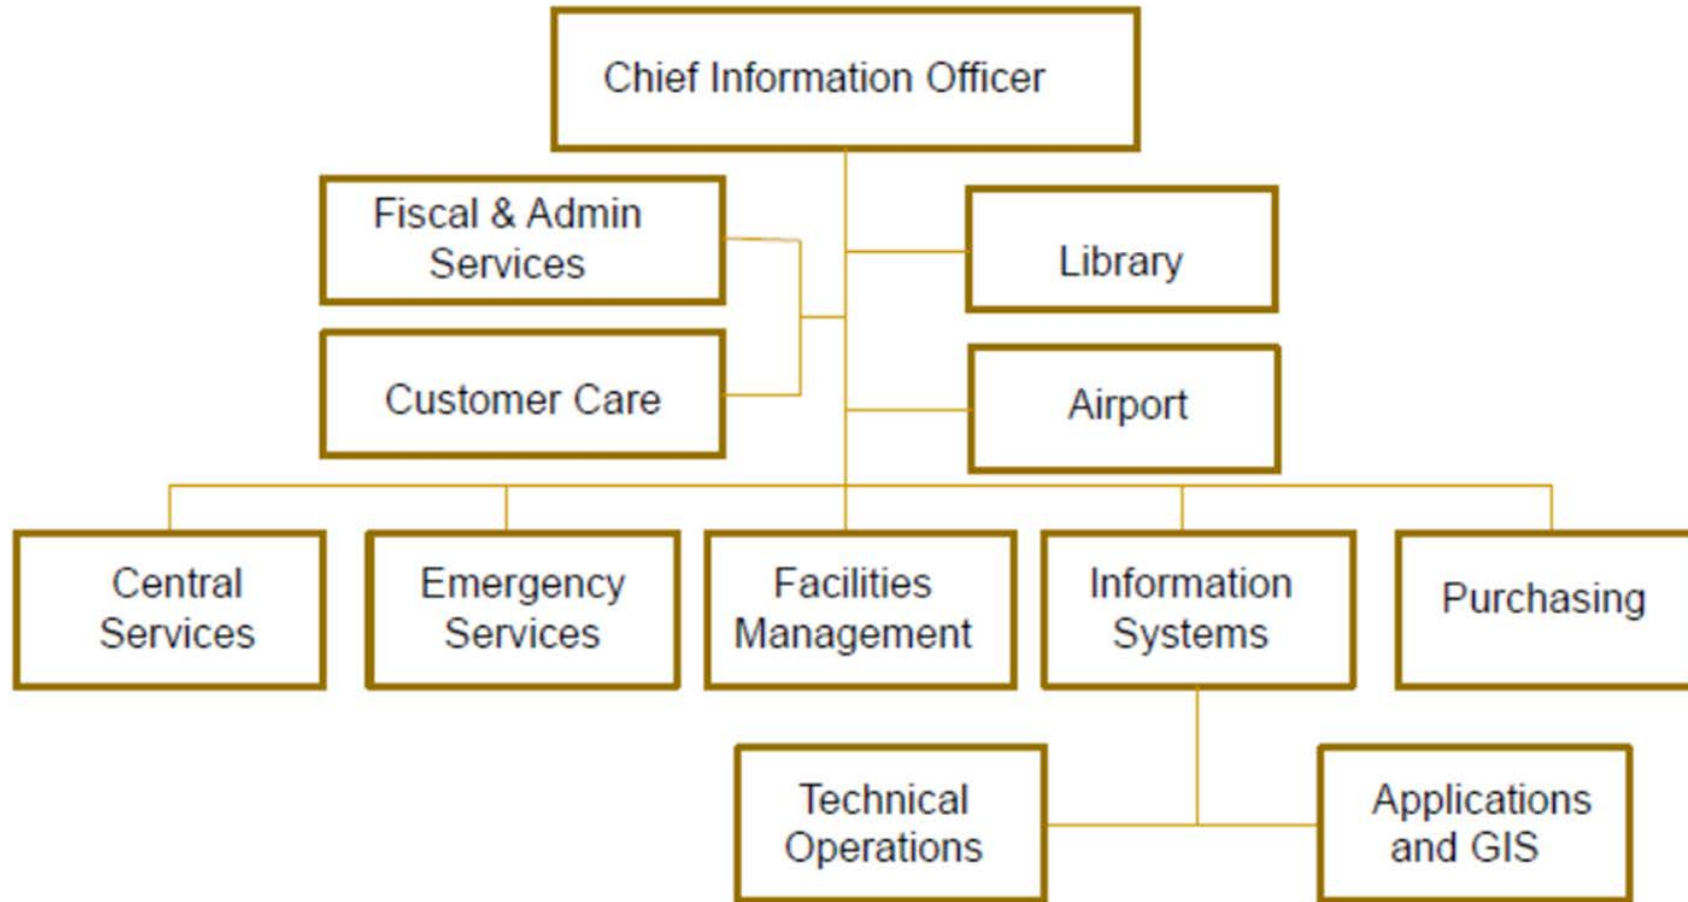 Chief Information Officer
Fiscal & Admin
Services
Library
Customer Care
Airport
Central
Services
Emergency
Services
Facilities
Management
Information
Systems
Purchasing
Technical
Operations
Applications
and GIS